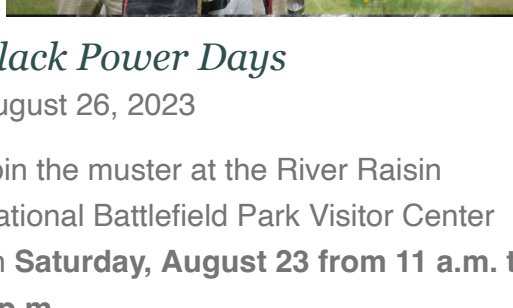 lack Power Days
ugust 26, 2023
oin the muster at the River Raisin
ational Battlefield Park Visitor Center
n Saturday, August 23 from 11 a.m. t
p.m.